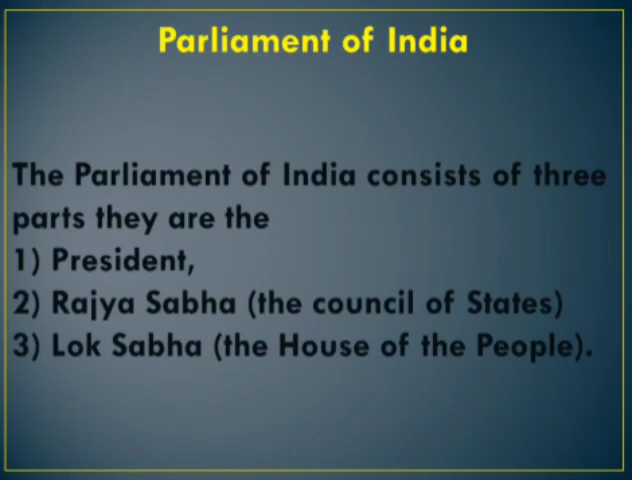 Parliament of India
The Parliament of India consists of three
parts they are the
1) President,
2) Rajya Sabha (the council of States)
3) Lok Sabha (the House of the People).